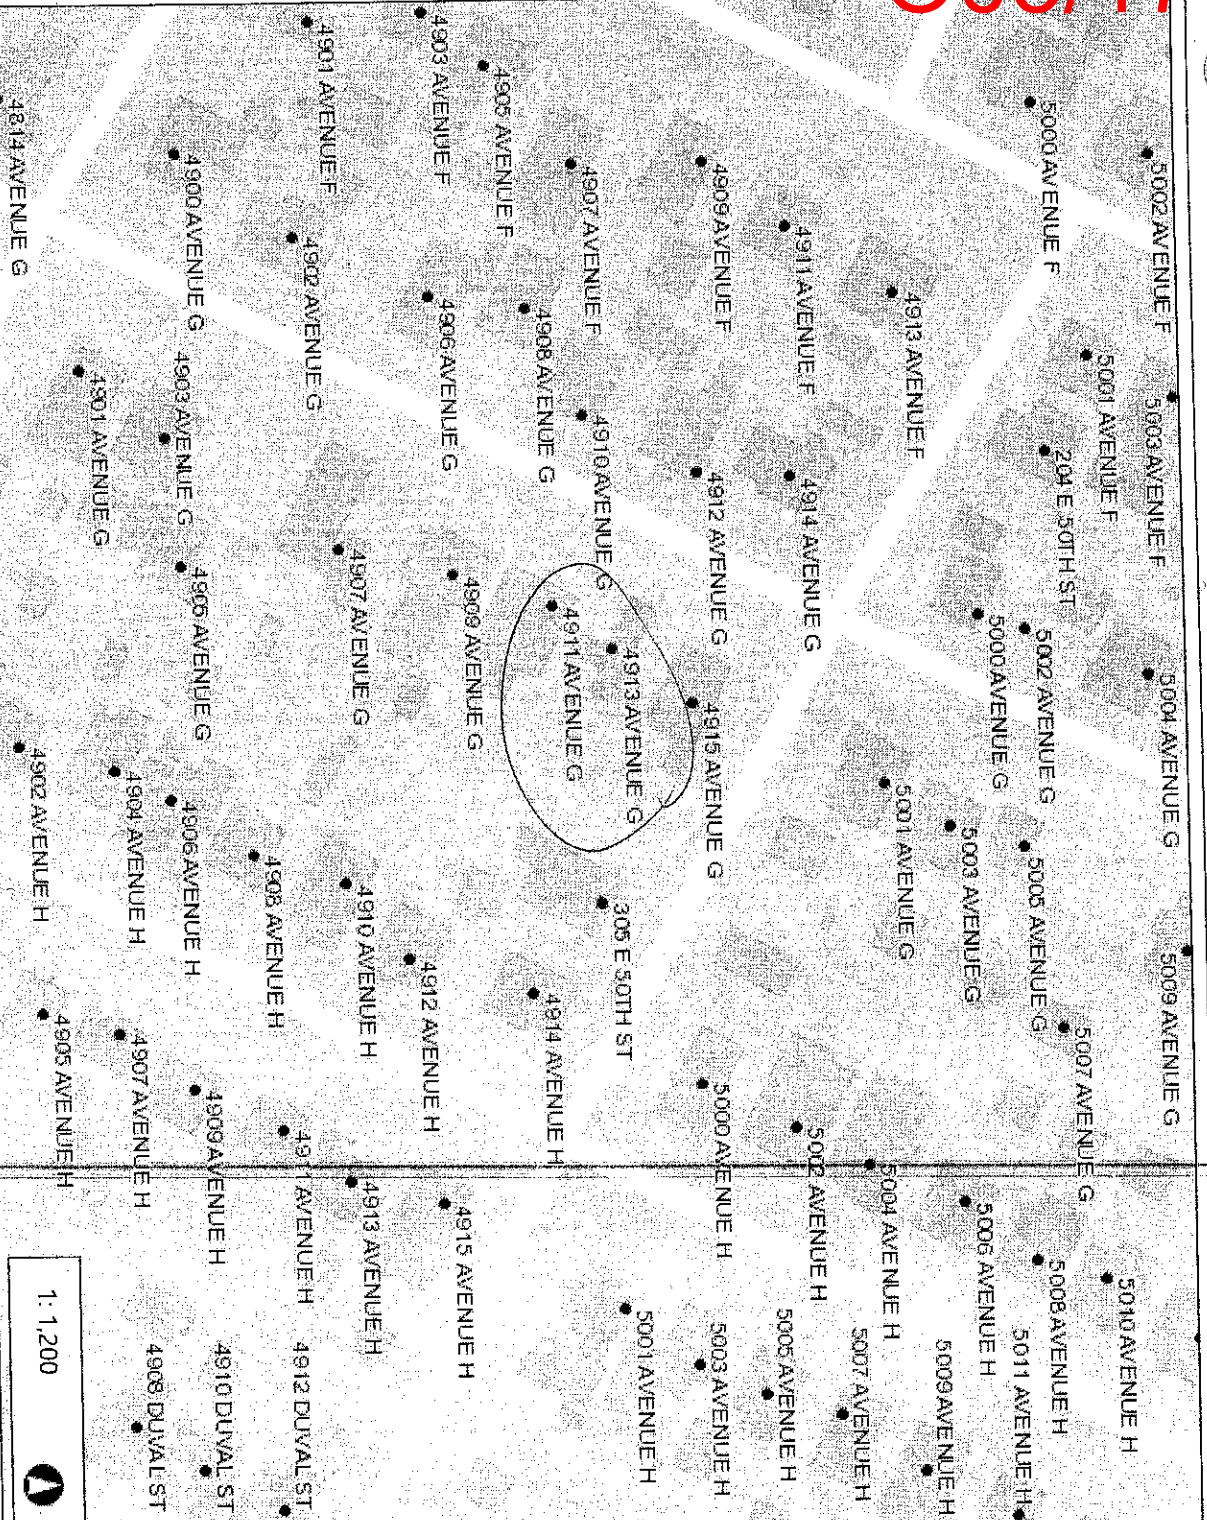 5002 AVENUE F
5003 AVENUE F
5004 AVENUE G
5009 AVENUE G
5010 AVENUE H
5000 AVENUE F
5001 AVENUE F
204 E 50TH ST
5002 AVENUE G
5000 AVENUE G
5005 AVENUE G
5007 AVENUE G
5003 AVENUE G
5001 AVENUE G
5008 AVENUE H
5006 AVENUE H
5011 AVENUE H
5004 AVENUE H
5009 AVENUE H
5002 AVENUE H
5007 AVENUE H
5000 AVENUE H
5005 AVENUE H
5003 AVENUE H
5001 AVENUE H
4913 AVENUE F
4911 AVENUE F
4914 AVENUE G
4909 AVENUE F
4912 AVENUE G
4915 AVENUE G
4907 AVENUE F
4910 AVENUE G
4913 AVENUE G
305 E 50TH ST
4905 AVENUE F
4908 AVENUE G
4911 AVENUE G
4914 AVENUE H
4903 AVENUE F
4906 AVENUE G
4909 AVENUE G
4912 AVENUE H
4915 AVENUE H
4901 AVENUE F
4902 AVENUE G
4907 AVENUE G
4910 AVENUE H
4913 AVENUE H
4900 AVENUE G
4903 AVENUE G
4905 AVENUE G
4908 AVENUE H
4911 AVENUE H
4912 DUVAL ST
4901 AVENUE G
4906 AVENUE H
4909 AVENUE H
4910 DUVAL ST
4904 AVENUE H
4907 AVENUE H
4908 DUVAL ST
4814 AVENUE G
4902 AVENUE H
4905 AVENUE H
1: 1,200